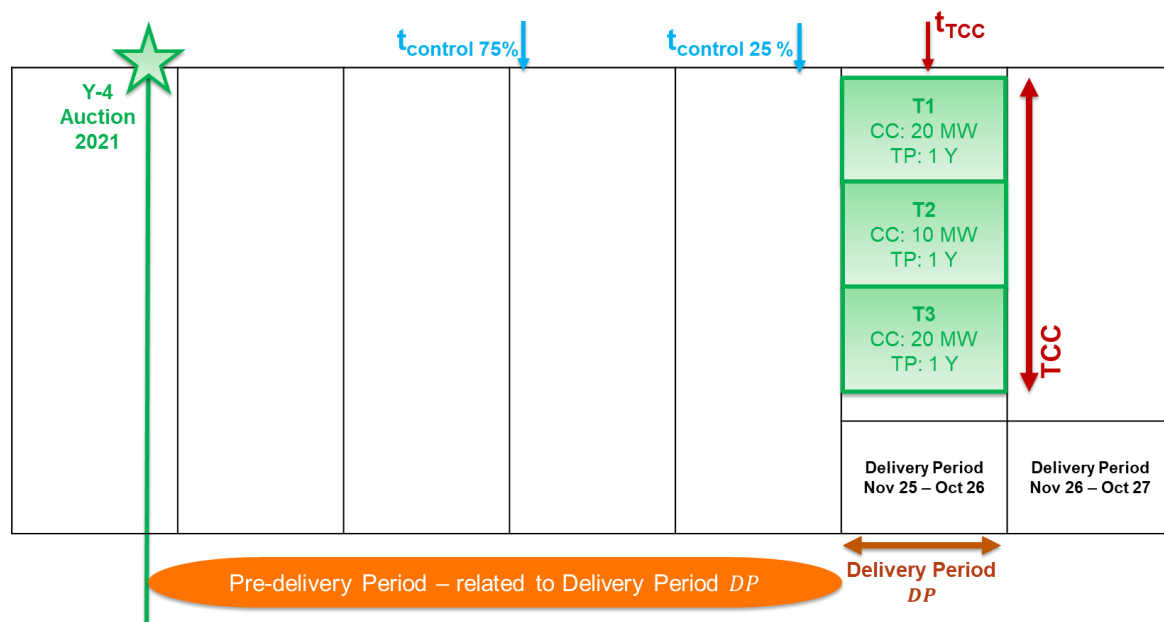 t control 75%
t control 25 %
tTCC
Y-4
Auction
2021
T1
CC: 20 MW
TP: 1 Y
T2
CC: 10 MW
TP: 1 Y
T3
CC: 20 MW
TP: 1 Y
TCC
Delivery Period
Nov 25 – Oct 26
Delivery Period
Nov 26 – Oct 27
Pre-delivery Period – related to Delivery Period DP
Delivery Period
DP